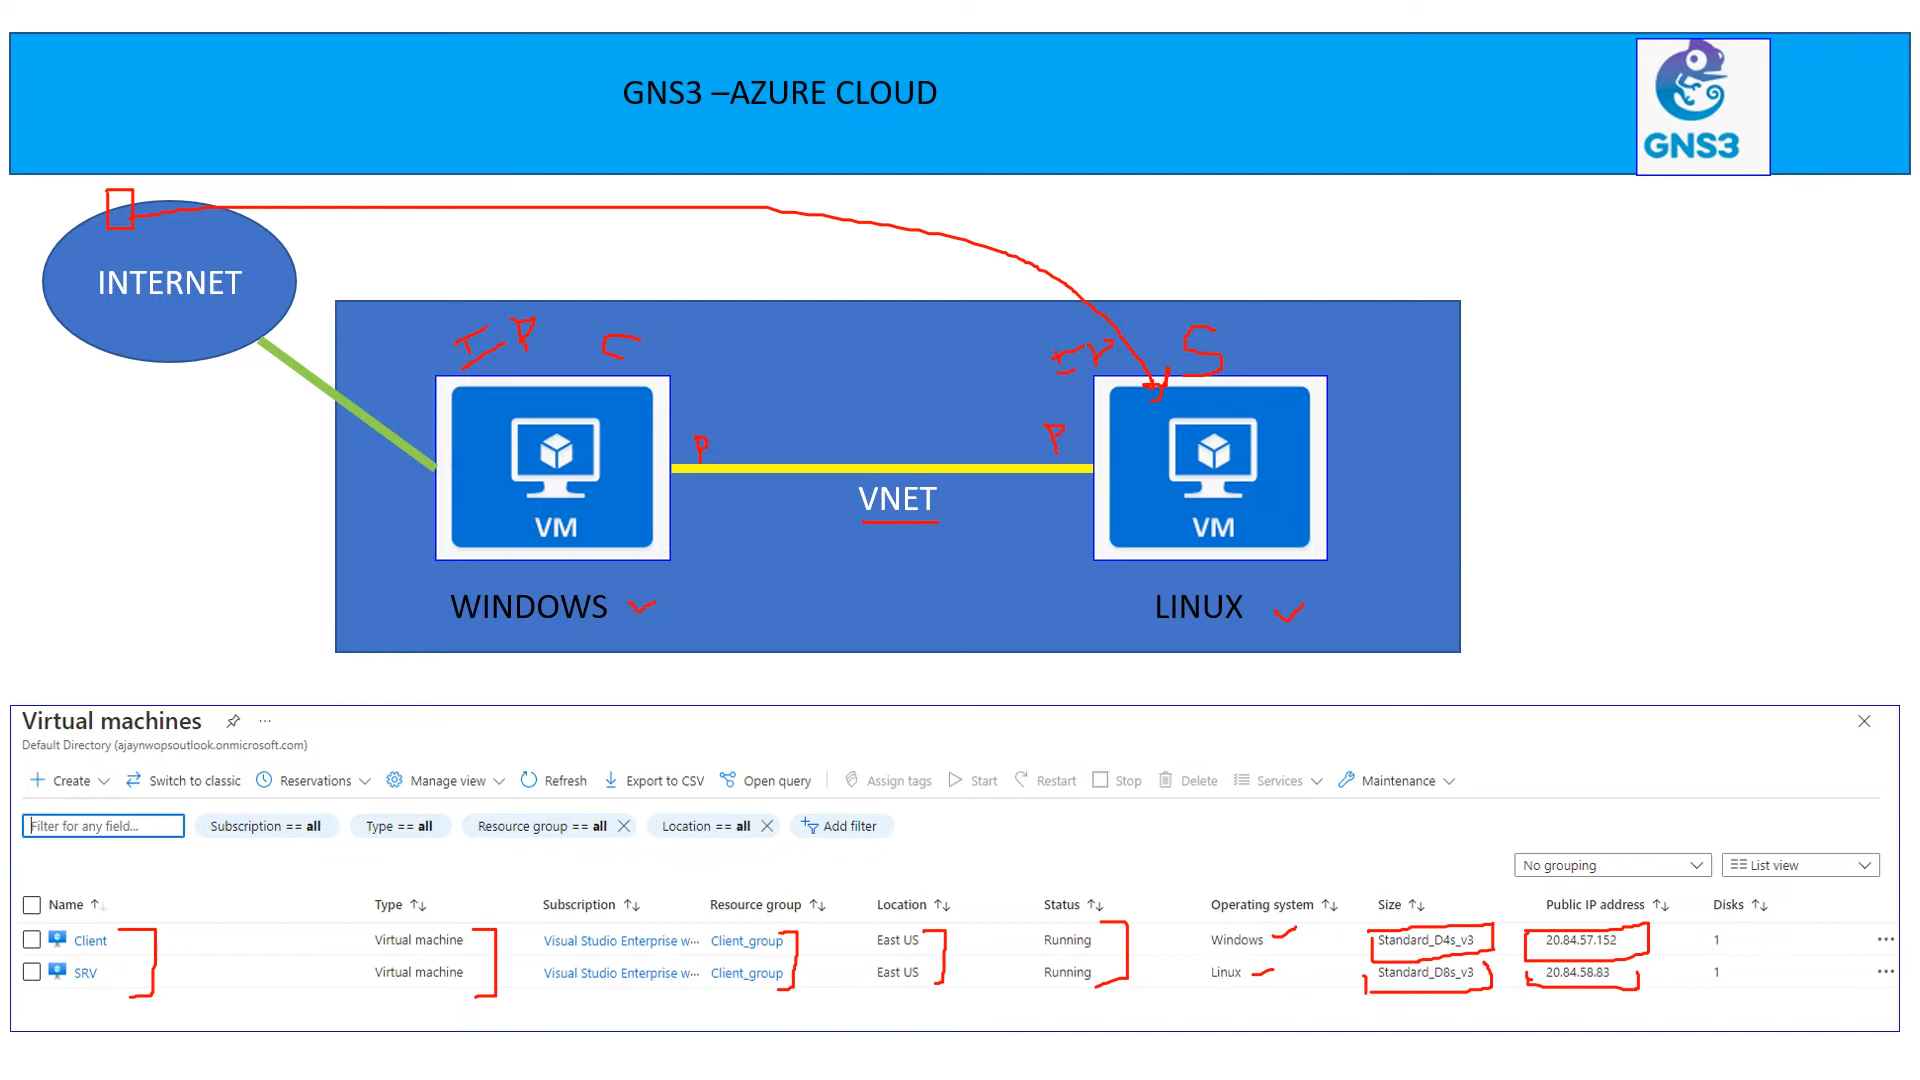 GNS3 –AZURE CLOUD
GNS3
INTERNET
IP C
IP S
P
P
VM
VNET
VM
WINDOWS
LINUX
Virtual machines ...
Default Directory (ajaynwopsoutlook.onmicrosoft.com)
Create Switch to classic Reservations Manage view Refresh Export to CSV Open query Assign tags Start Restart Stop Delete Services Maintenance
Filter for any field... Subscription == all Type == all Resource group == all Location == all Add filter
No grouping List view
Name Type Subscription Resource group Location Status Operating system Size Public IP address Disks
Client Virtual machine Visual Studio Enterprise w... Client_group East US Running Windows Standard_D4s_v3 20.84.57.152 1 ...
SRV Virtual machine Visual Studio Enterprise w... Client_group East US Running Linux Standard_D8s_v3 20.84.58.83 1 ...